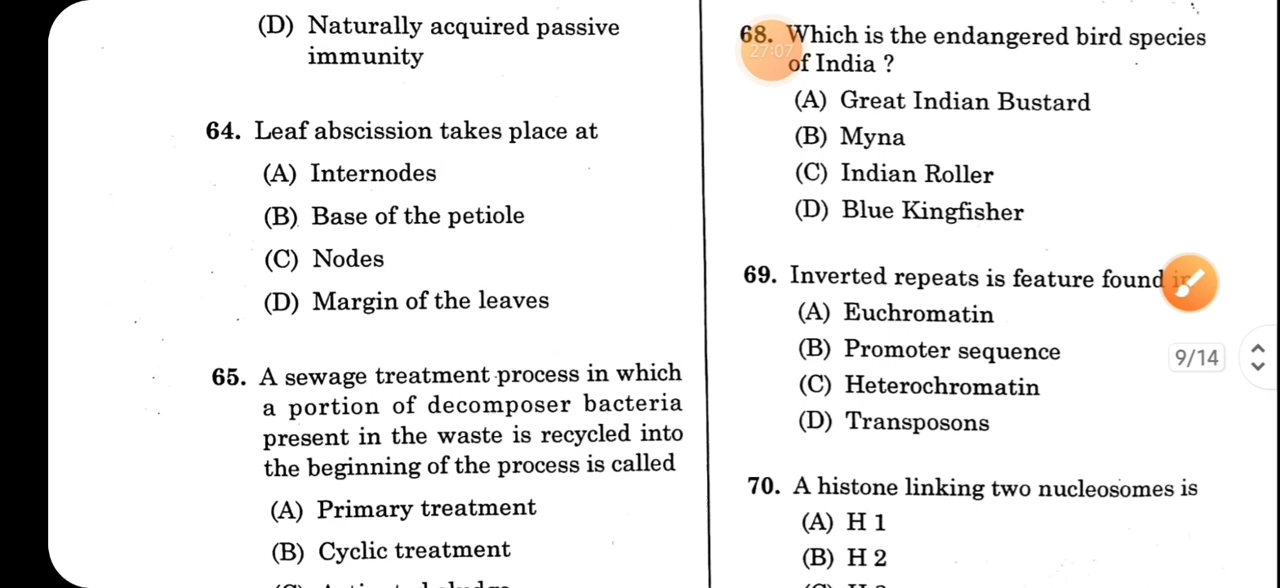 (D) Naturally acquired passive
immunity
64. Leaf abscission takes place at
(A) Internodes
(B) Base of the petiole
(C) Nodes
(D) Margin of the leaves
65. A sewage treatment process in which
a portion of decomposer bacteria
present in the waste is recycled into
the beginning of the process is called
(A) Primary treatment
(B) Cyclic treatment
68. Which is the endangered bird species
27:07
of India ?
(A) Great Indian Bustard
(B) Myna
(C) Indian Roller
(D) Blue Kingfisher
69. Inverted repeats is feature found in
(A) Euchromatin
(B) Promoter sequence
(C) Heterochromatin
(D) Transposons
9/14
70. A histone linking two nucleosomes is
(A) H 1
(B) H 2